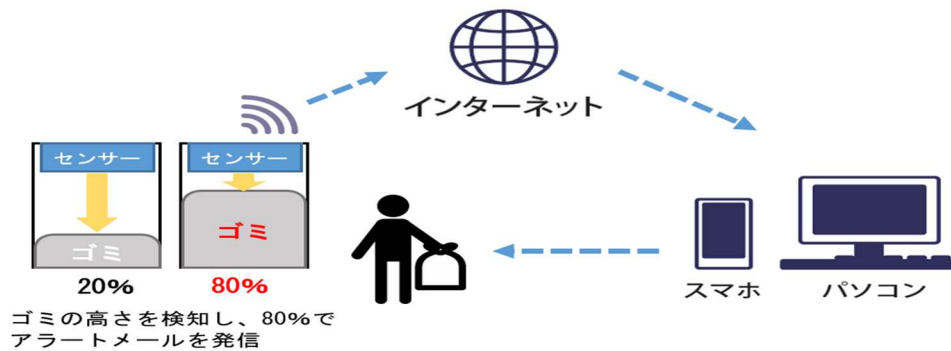 インターネット
センサー
センサー
ゴミ
ゴミ
20%
80%
スマホ
パソコン
ゴミの高さを検知し、80%で
アラートメールを発信